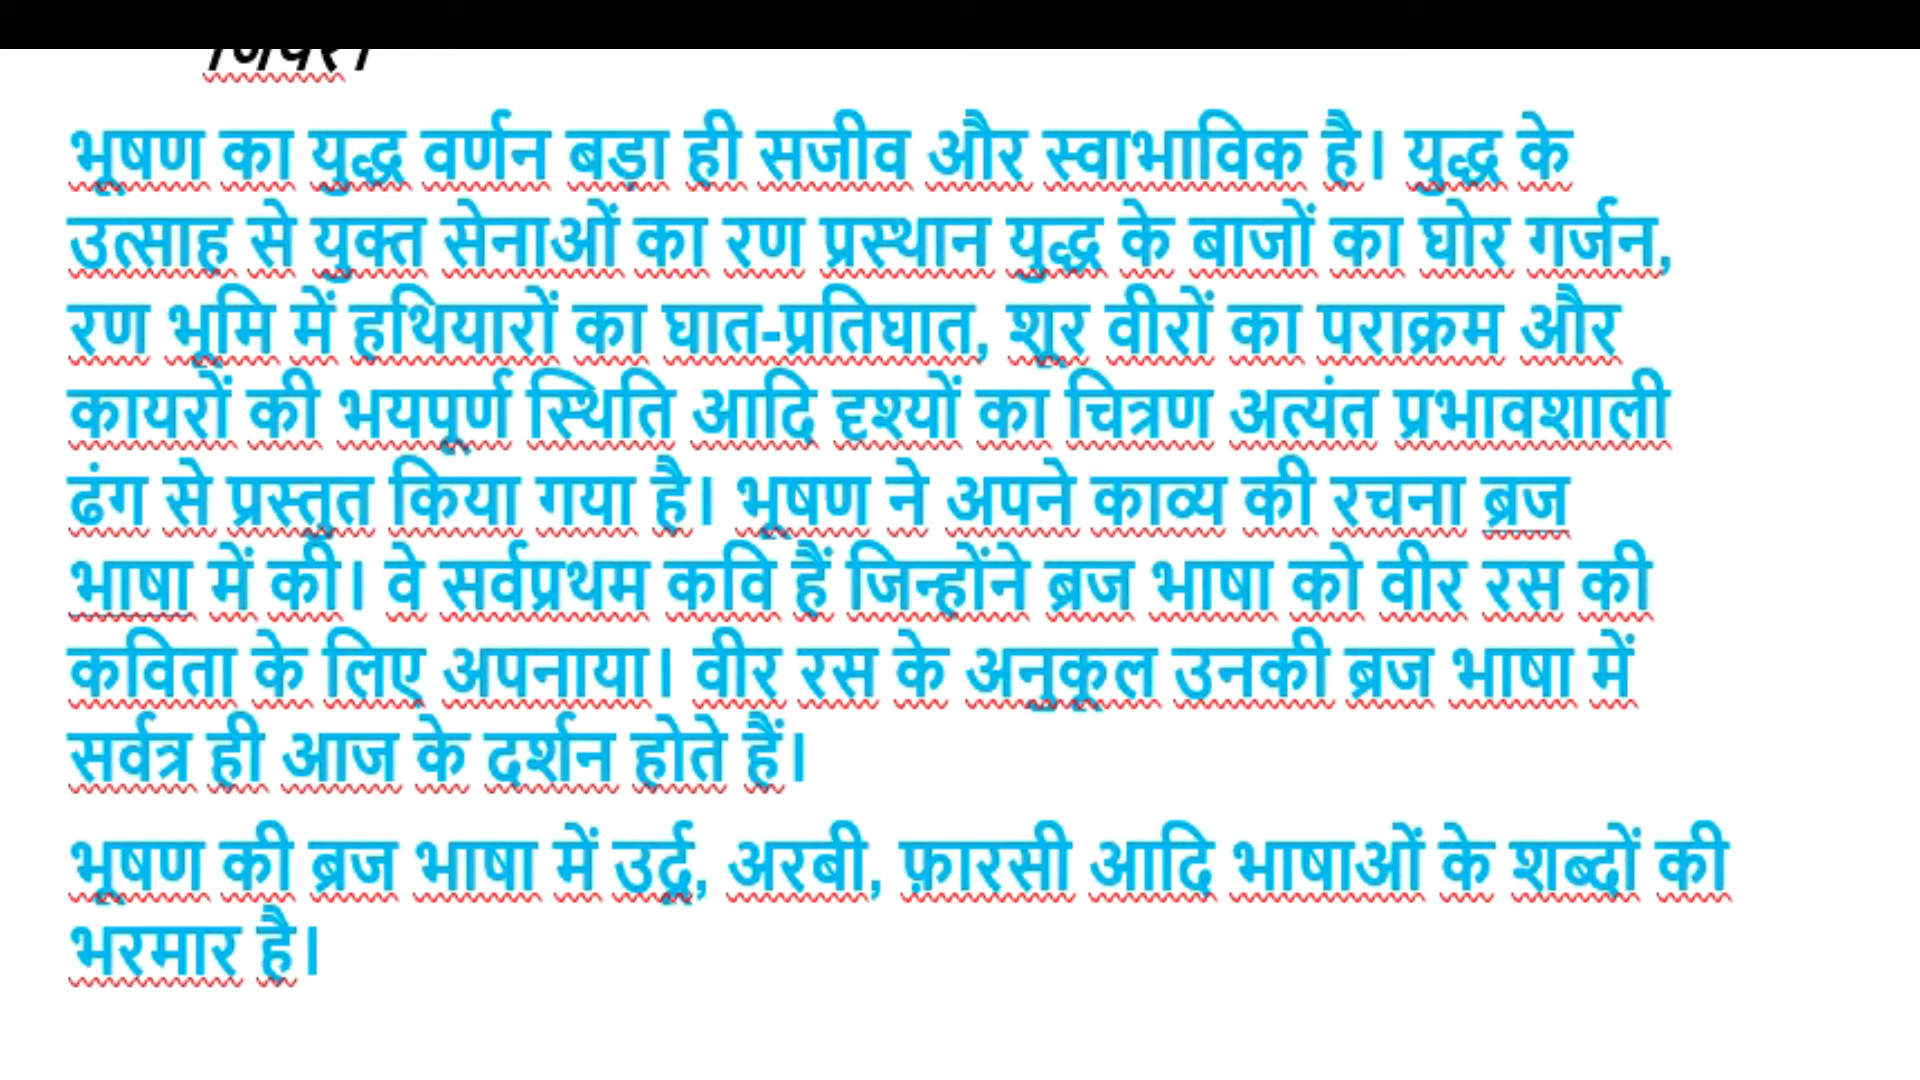 भूषण का युद्ध वर्णन बड़ा ही सजीव और स्वाभाविक है। युद्ध के
उत्साह से युक्त सेनाओं का रण प्रस्थान युद्ध के बाजों का घोर गर्जन,
रण भूमि में हथियारों का घात-प्रतिघात, शूर वीरों का पराक्रम और
कायरों की भयपूर्ण स्थिति आदि दृश्यों का चित्रण अत्यंत प्रभावशाली
ढंग से प्रस्तुत किया गया है। भूषण ने अपने काव्य की रचना ब्रज
भाषा में की। वे सर्वप्रथम कवि हैं जिन्होंने ब्रज भाषा को वीर रस की
कविता के लिए अपनाया। वीर रस के अनुकूल उनकी ब्रज भाषा में
सर्वत्र ही आज के दर्शन होते हैं।
भूषण की ब्रज भाषा में उर्दू, अरबी, फ़ारसी आदि भाषाओं के शब्दों की
भरमार है।